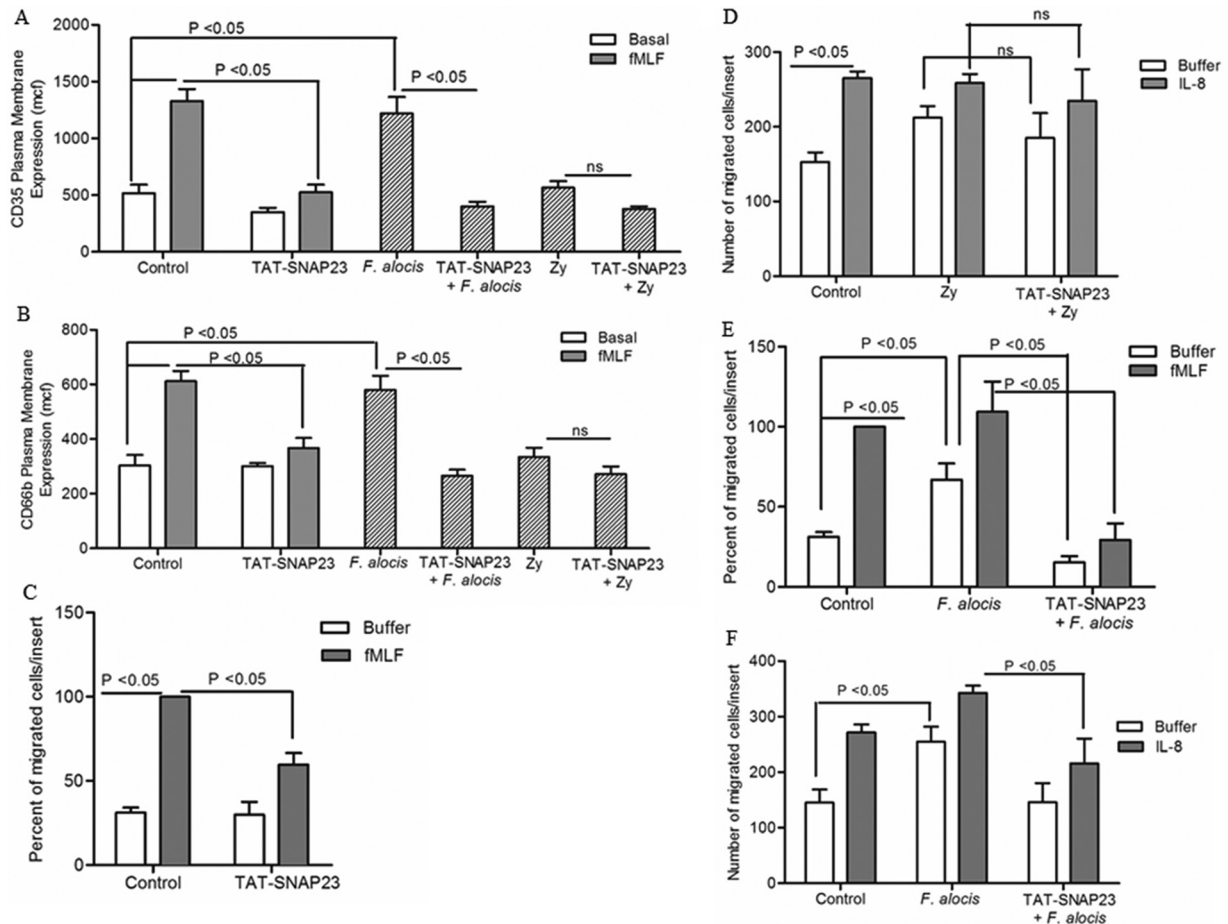 A
CD35 Plasma Membrane
Expression (mcf)
2000
1500
1000
500
0
P <0.05
P <0.05
P <0.05
ns
Basal
fMLF
Control
TAT-SNAP23
F. alocis
TAT-SNAP23
+ F. alocis
Zy
TAT-SNAP23
+ Zy
B
CD66b Plasma Membrane
Expression (mcf)
800
600
400
200
0
P <0.05
P <0.05
P <0.05
ns
Basal
fMLF
Control
TAT-SNAP23
F. alocis
TAT-SNAP23
+ F. alocis
Zy
TAT-SNAP23
+ Zy
C
Percent of migrated cells/insert
150
100
50
0
P <0.05
P <0.05
Buffer
fMLF
Control
TAT-SNAP23
D
Number of migrated cells/insert
300
200
100
0
P <0.05
ns
ns
Buffer
IL-8
Control
Zy
TAT-SNAP23
+ Zy
E
Percent of migrated cells/insert
150
100
50
0
P <0.05
P <0.05
P <0.05
P <0.05
Buffer
fMLF
Control
F. alocis
TAT-SNAP23
+ F. alocis
F
Number of migrated cells/insert
400
300
200
100
0
P <0.05
P <0.05
Buffer
IL-8
Control
F. alocis
TAT-SNAP23
+ F. alocis